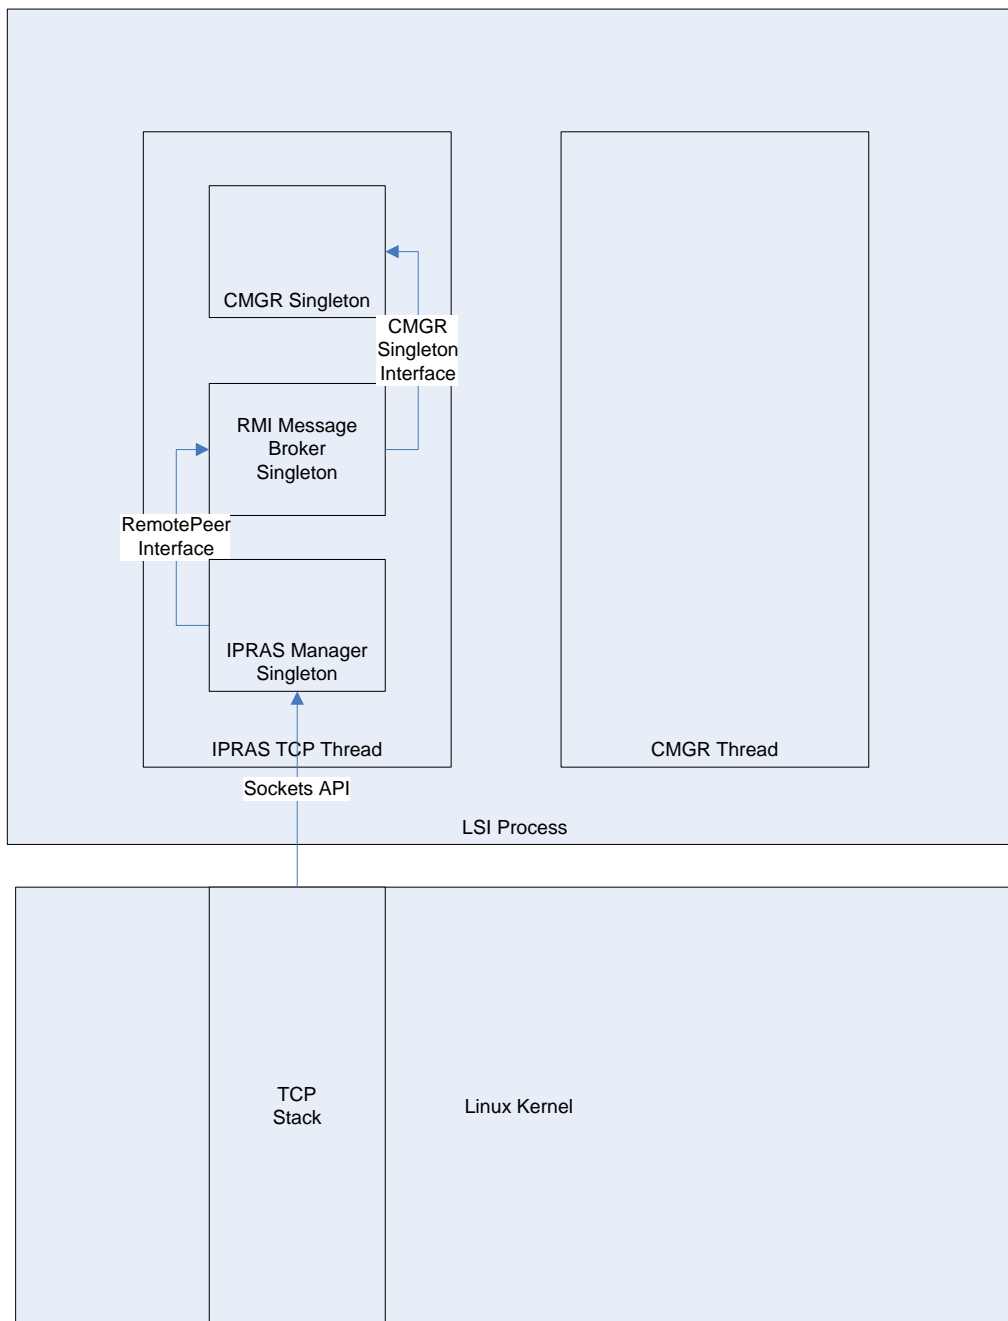 CMGR Singleton
CMGR
Singleton
Interface
RMI Message
Broker
Singleton
RemotePeer
Interface
IPRAS Manager
Singleton
IPRAS TCP Thread
CMGR Thread
Sockets API
LSI Process
TCP
Stack
Linux Kernel